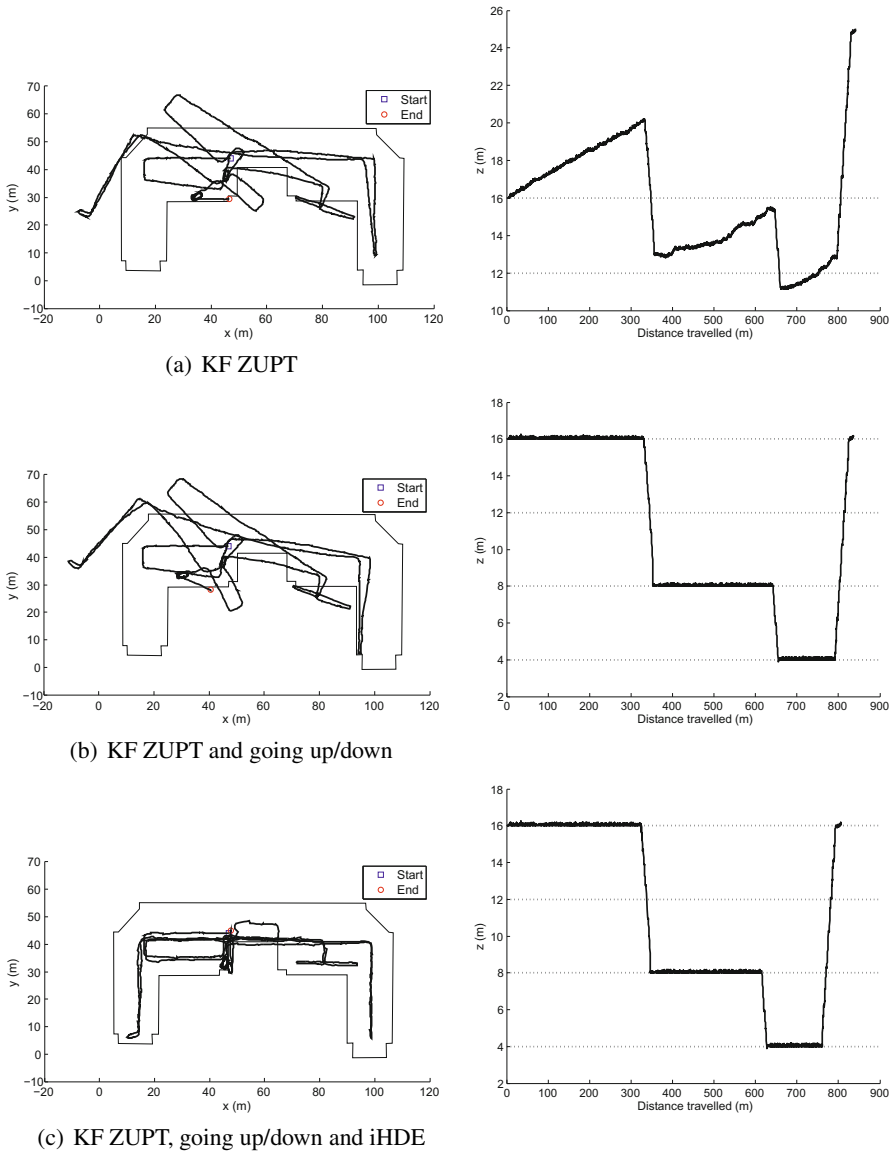 70
60
50
40
30
20
10
0
−10
−20 0 20 40 60 80 100 120
y (m)
x (m)
Start
End
26
24
22
20
18
16
14
12
10
0 100 200 300 400 500 600 700 800 900
z (m)
Distance travelled (m)
(a) KF ZUPT
70
60
50
40
30
20
10
0
−10
−20 0 20 40 60 80 100 120
y (m)
x (m)
Start
End
18
16
14
12
10
8
6
4
2
0 100 200 300 400 500 600 700 800 900
z (m)
Distance travelled (m)
(b) KF ZUPT and going up/down
70
60
50
40
30
20
10
0
−10
−20 0 20 40 60 80 100 120
y (m)
x (m)
Start
End
18
16
14
12
10
8
6
4
2
0 100 200 300 400 500 600 700 800 900
z (m)
Distance travelled (m)
(c) KF ZUPT, going up/down and iHDE